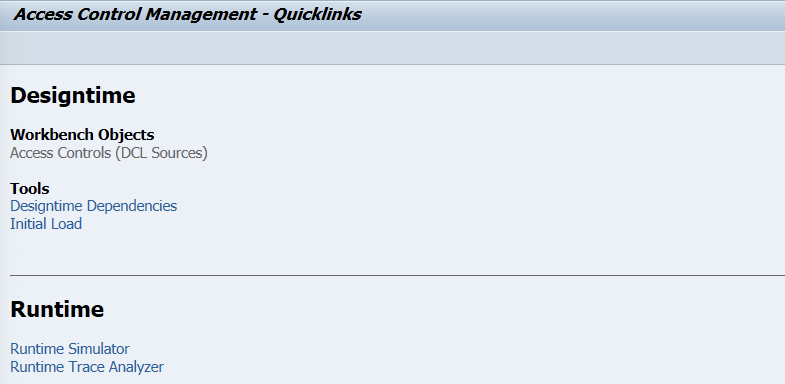 Access Control Management - Quicklinks
Designtime
Workbench Objects
Access Controls (DCL Sources)
Tools
Designtime Dependencies
Initial Load
Runtime
Runtime Simulator
Runtime Trace Analyzer